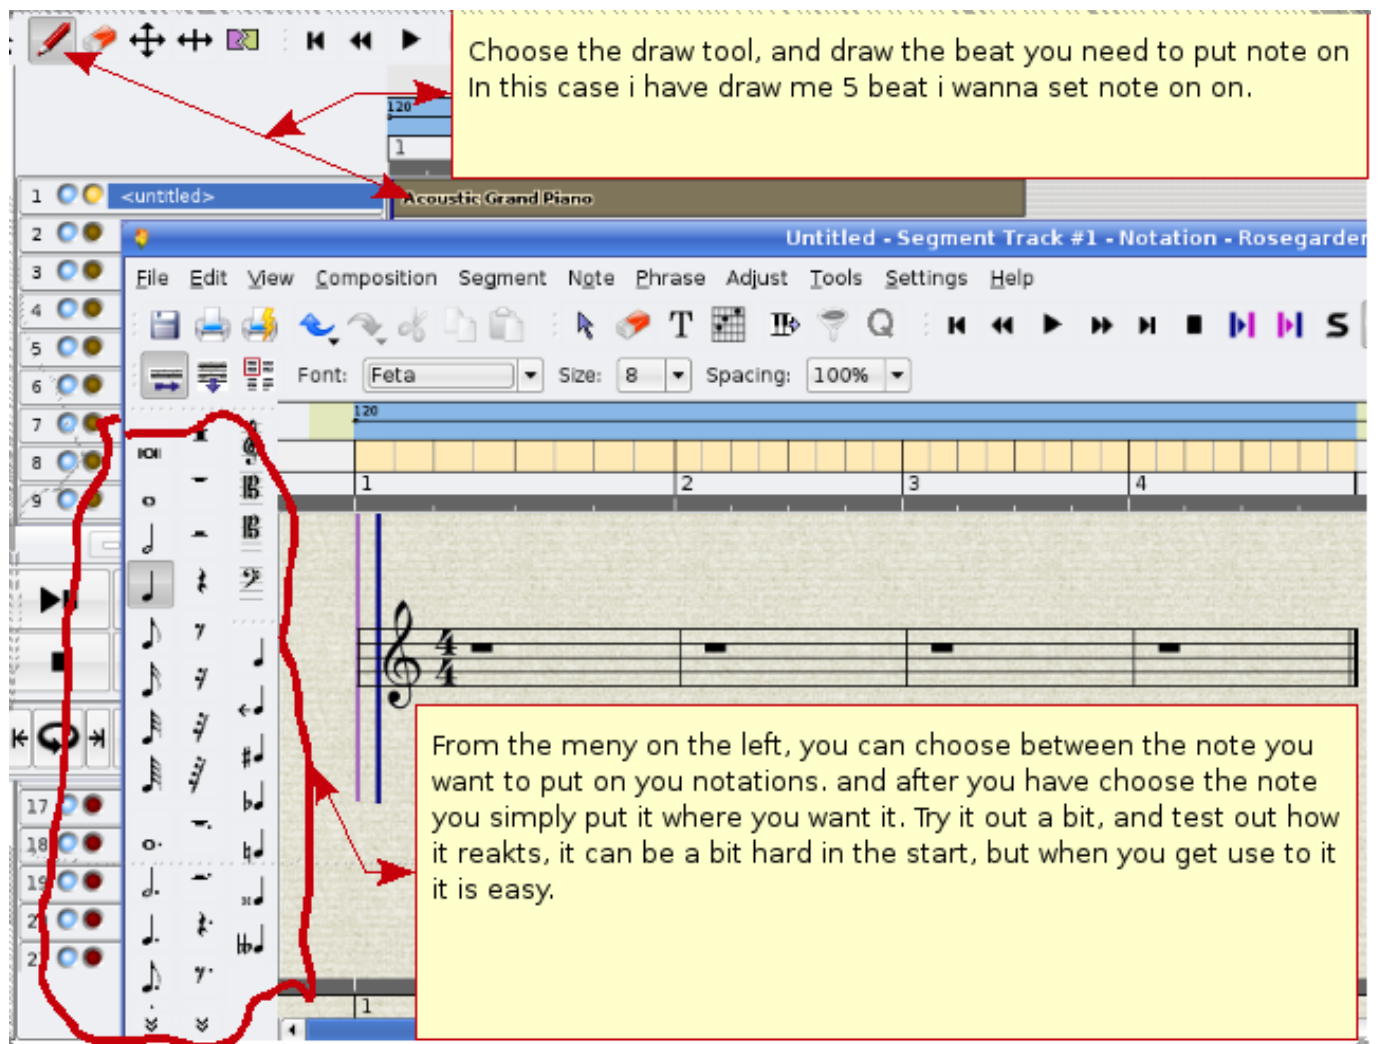 Choose the draw tool, and draw the beat you need to put note on
In this case i have draw me 5 beat i wanna set note on on.
120
1
1 <untitled> Acoustic Grand Piano
2
Untitled - Segment Track #1 - Notation - Rosegarden
3
File Edit View Composition Segment Note Phrase Adjust Tools Settings Help
4
T Q S
5
Font: Feta Size: 8 Spacing: 100%
6
120
7
8
1 2 3 4
9
4
4
From the meny on the left, you can choose between the note you
want to put on you notations. and after you have choose the note
you simply put it where you want it. Try it out a bit, and test out how
it reakts, it can be a bit hard in the start, but when you get use to it
it is easy.
17
18
19
2
2
1